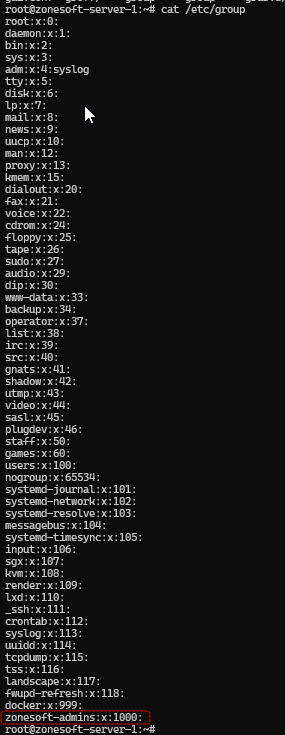 root@zonesoft-server-1:~# cat /etc/group
root:x:0:
daemon:x:1:
bin:x:2:
sys:x:3:
adm:x:4:syslog
tty:x:5:
disk:x:6:
lp:x:7:
mail:x:8:
news:x:9:
uucp:x:10:
man:x:12:
proxy:x:13:
kmem:x:15:
dialout:x:20:
fax:x:21:
voice:x:22:
cdrom:x:24:
floppy:x:25:
tape:x:26:
sudo:x:27:
audio:x:29:
dip:x:30:
www-data:x:33:
backup:x:34:
operator:x:37:
list:x:38:
irc:x:39:
src:x:40:
gnats:x:41:
shadow:x:42:
utmp:x:43:
video:x:44:
sasl:x:45:
plugdev:x:46:
staff:x:50:
games:x:60:
users:x:100:
nogroup:x:65534:
systemd-journal:x:101:
systemd-network:x:102:
systemd-resolve:x:103:
messagebus:x:104:
systemd-timesync:x:105:
input:x:106:
sgx:x:107:
kvm:x:108:
render:x:109:
lxd:x:110:
_ssh:x:111:
crontab:x:112:
syslog:x:113:
uuidd:x:114:
tcpdump:x:115:
tss:x:116:
landscape:x:117:
fwupd-refresh:x:118:
docker:x:999:
zonesoft-admins:x:1000:
root@zonesoft-server-1:~#